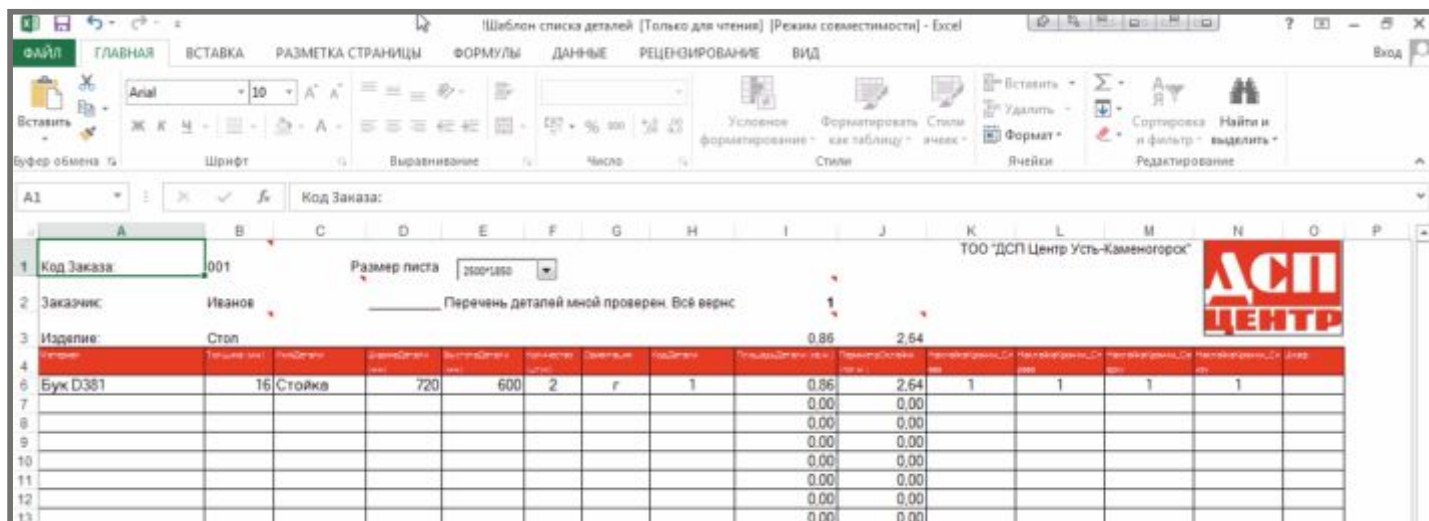 !Шаблон списка деталей [Только для чтения] [Режим совместимости] - Excel
ФАЙЛ ГЛАВНАЯ ВСТАВКА РАЗМЕТКА СТРАНИЦЫ ФОРМУЛЫ ДАННЫЕ РЕЦЕНЗИРОВАНИЕ ВИД Вход
Вставить Arial 10 Ж К Ч % 000
Условное форматирование Форматировать как таблицу Стили ячеек
Вставить Удалить Формат
Сортировка и фильтр Найти и выделить
Буфер обмена Шрифт Выравнивание Число Стили Ячейки Редактирование
A1 fx Код Заказа:
A B C D E F G H I J K L M N O P
1 Код Заказа: 001 Размер листа 2500*1850 ТОО "ДСП Центр Усть-Каменогорск"
ДСП
ЦЕНТР
2 Заказчик: Иванов __________ Перечень деталей мной проверен. Всё вернс 1
3 Изделие: Стол 0,86 2,64
4
6 Бук D381 16 Стойка 720 600 2 г 1 0,86 2,64 1 1 1 1
7 0,00 0,00
8 0,00 0,00
9 0,00 0,00
10 0,00 0,00
11 0,00 0,00
12 0,00 0,00
13 0,00 0,00